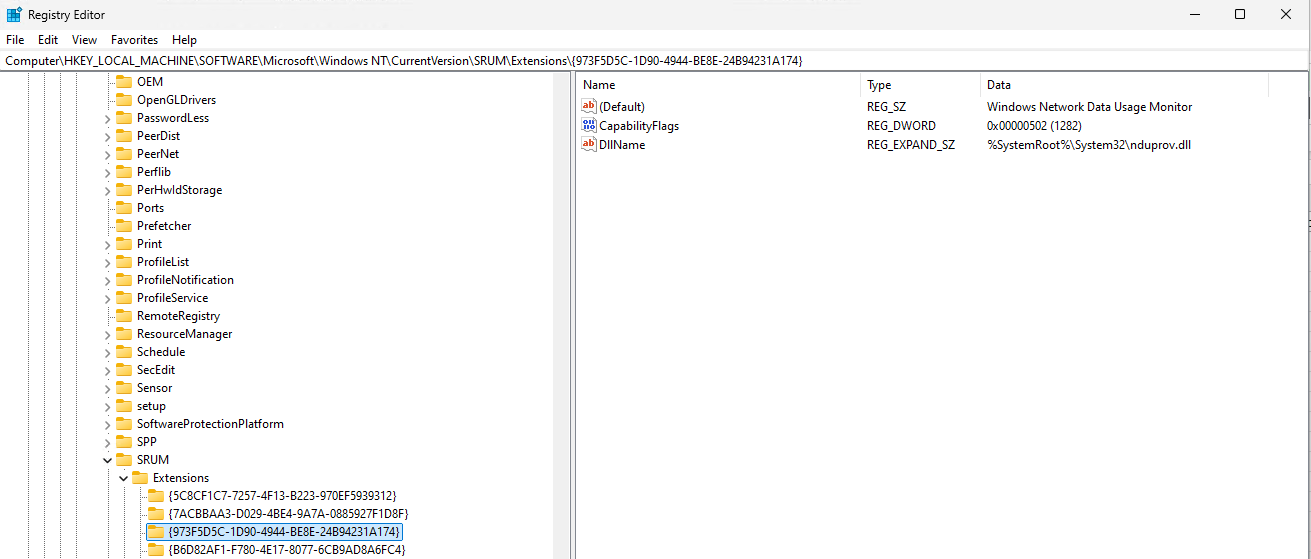 Registry Editor
File Edit View Favorites Help
Computer\HKEY_LOCAL_MACHINE\SOFTWARE\Microsoft\Windows NT\CurrentVersion\SRUM\Extensions\{973F5D5C-1D90-4944-BE8E-24B94231A174}
OEM
OpenGLDrivers
PasswordLess
PeerDist
PeerNet
Perflib
PerHwIdStorage
Ports
Prefetcher
Print
ProfileList
ProfileNotification
ProfileService
RemoteRegistry
ResourceManager
Schedule
SecEdit
Sensor
setup
SoftwareProtectionPlatform
SPP
SRUM
Extensions
{5C8CF1C7-7257-4F13-B223-970EF5939312}
{7ACBBAA3-D029-4BE4-9A7A-0885927F1D8F}
{973F5D5C-1D90-4944-BE8E-24B94231A174}
{B6D82AF1-F780-4E17-8077-6CB9AD8A6FC4}
Name Type Data
(Default) REG_SZ Windows Network Data Usage Monitor
CapabilityFlags REG_DWORD 0x00000502 (1282)
DllName REG_EXPAND_SZ %SystemRoot%\System32\nduprov.dll